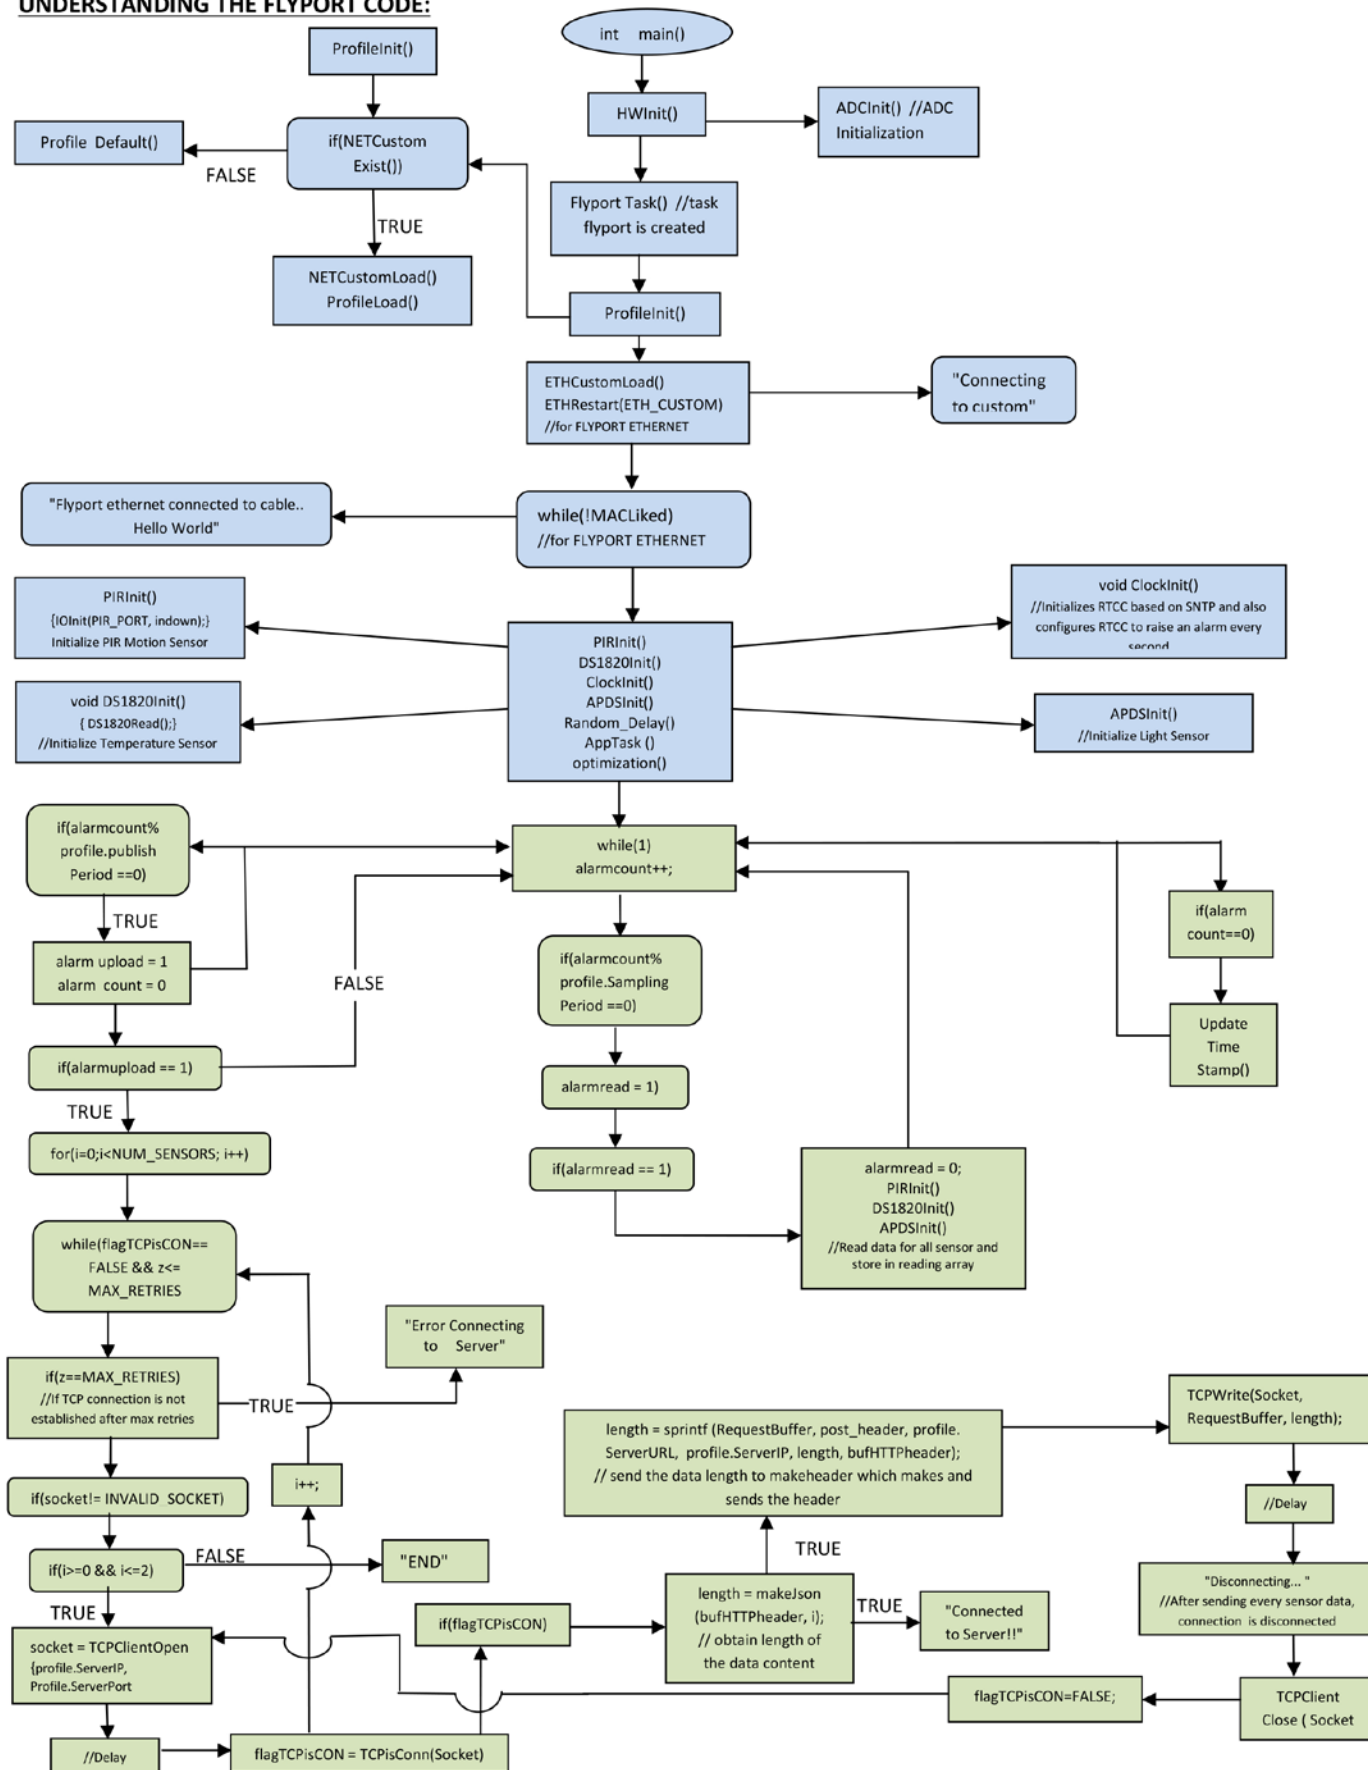 UNDERSTANDING THE FLYPORT CODE:
ProfileInit()
int main()
HWInit()
ADCInit() //ADC
Initialization
Profile Default()
FALSE
if(NETCustom
Exist())
TRUE
Flyport Task() //task
flyport is created
NETCustomLoad()
ProfileLoad()
ProfileInit()
ETHCustomLoad()
ETHRestart(ETH_CUSTOM)
//for FLYPORT ETHERNET
"Connecting
to custom"
"Flyport ethernet connected to cable..
Hello World"
while(!MACLiked)
//for FLYPORT ETHERNET
PIRInit()
{IOInit(PIR_PORT, indown);}
Initialize PIR Motion Sensor
void ClockInit()
//Initializes RTCC based on SNTP and also
configures RTCC to raise an alarm every
second
PIRInit()
DS1820Init()
ClockInit()
APDSInit()
Random_Delay()
AppTask ()
optimization()
void DS1820Init()
{ DS1820Read();}
//Initialize Temperature Sensor
APDSInit()
//Initialize Light Sensor
if(alarmcount%
profile.publish
Period ==0)
while(1)
alarmcount++;
TRUE
alarm upload = 1
alarm count = 0
FALSE
if(alarmcount%
profile.Sampling
Period ==0)
if(alarm
count==0)
Update
Time
Stamp()
if(alarmupload == 1)
alarmread = 1)
TRUE
for(i=0;i<NUM_SENSORS; i++)
if(alarmread == 1)
alarmread = 0;
PIRInit()
DS1820Init()
APDSInit()
//Read data for all sensor and
store in reading array
while(flagTCPisCON==
FALSE && z<=
MAX_RETRIES
"Error Connecting
to Server"
if(z==MAX_RETRIES)
//If TCP connection is not
established after max retries
TRUE
length = sprintf (RequestBuffer, post_header, profile.
ServerURL, profile.ServerIP, length, bufHTTPheader);
// send the data length to makeheader which makes and
sends the header
TCPWrite(Socket,
RequestBuffer, length);
if(socket!= INVALID_SOCKET)
i++;
//Delay
TRUE
if(i>=0 && i<=2)
FALSE
"END"
TRUE
"Disconnecting... "
//After sending every sensor data,
connection is disconnected
length = makeJson
(bufHTTPheader, i);
// obtain length of
the data content
TRUE
"Connected
to Server!!"
if(flagTCPisCON)
socket = TCPClientOpen
{profile.ServerIP,
Profile.ServerPort
flagTCPisCON=FALSE;
TCPClient
Close ( Socket
//Delay
flagTCPisCON = TCPisConn(Socket)